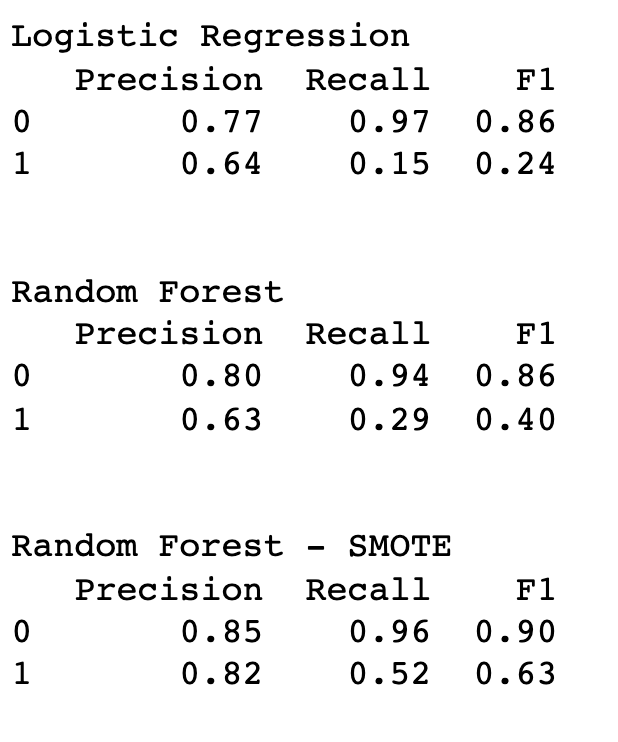 Logistic Regression
Precision Recall F1
0 0.77 0.97 0.86
1 0.64 0.15 0.24
Random Forest
Precision Recall F1
0 0.80 0.94 0.86
1 0.63 0.29 0.40
Random Forest - SMOTE
Precision Recall F1
0 0.85 0.96 0.90
1 0.82 0.52 0.63